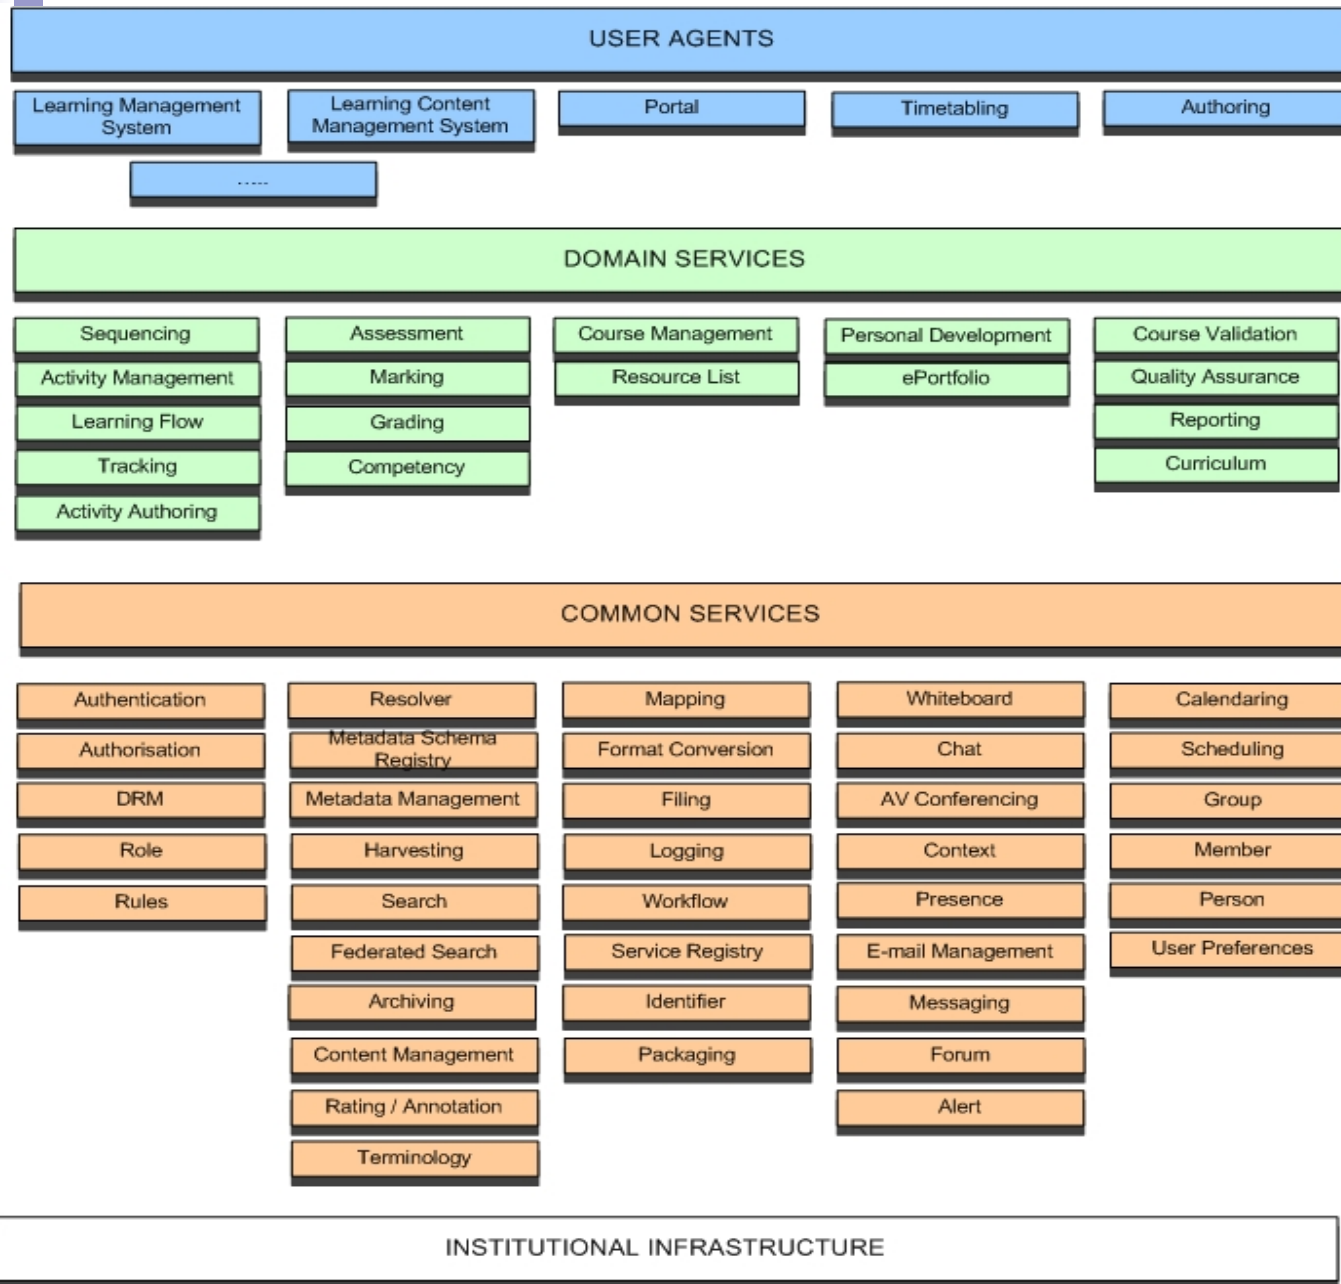 USER AGENTS
Learning Management
System
Learning Content
Management System
Portal
Timetabling
Authoring
.....
DOMAIN SERVICES
Sequencing
Activity Management
Learning Flow
Tracking
Activity Authoring
Assessment
Marking
Grading
Competency
Course Management
Resource List
Personal Development
ePortfolio
Course Validation
Quality Assurance
Reporting
Curriculum
COMMON SERVICES
Authentication
Authorisation
DRM
Role
Rules
Resolver
Metadata Schema
Registry
Metadata Management
Harvesting
Search
Federated Search
Archiving
Content Management
Rating / Annotation
Terminology
Mapping
Format Conversion
Filing
Logging
Workflow
Service Registry
Identifier
Packaging
Whiteboard
Chat
AV Conferencing
Context
Presence
E-mail Management
Messaging
Forum
Alert
Calendaring
Scheduling
Group
Member
Person
User Preferences
INSTITUTIONAL INFRASTRUCTURE